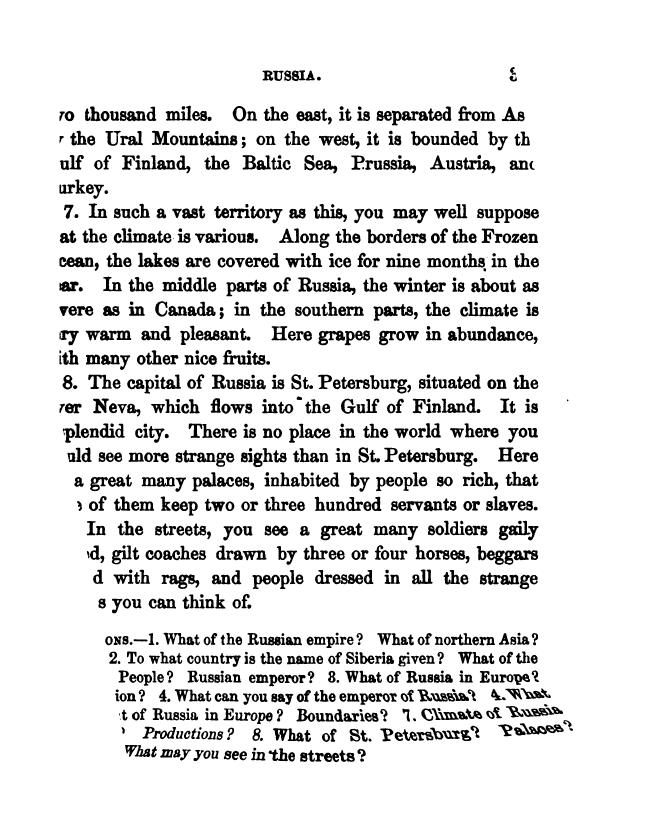 RUSSIA.
thousand miles. On the east, it is separated from As
the Ural Mountains; on the west, it is bounded by th
ulf of Finland, the Baltic Sea, Prussia, Austria, an
urkey.
7. In such a vast territory as this, you may well suppose
at the climate is various. Along the borders of the Frozen
cean, the lakes are covered with ice for nine months in the
ar. In the middle parts of Russia, the winter is about as
vere as in Canada; in the southern parts, the climate is
ry warm and pleasant. Here grapes grow in abundance,
ith many other nice fruits.
8. The capital of Russia is St. Petersburg, situated on the
er Neva, which flows into the Gulf of Finland. It is
plendid city. There is no place in the world where you
uld see more strange sights than in St. Petersburg. Here
a great many palaces, inhabited by people so rich, that
of them keep two or three hundred servants or slaves.
In the streets, you see a great many soldiers gaily
d, gilt coaches drawn by three or four horses, beggars
d with rags, and people dressed in all the strange
s you can think of.
ONS.—1. What of the Russian empire? What of northern Asia?
2. To what country is the name of Siberia given? What of the
People? Russian emperor? 3. What of Russia in Europe?
ion? 4. What can you say of the emperor of Russia? 4. What
t of Russia in Europe? Boundaries? 7. Climate of Russia
Productions? 8. What of St. Petersburg? Palaces?
What may you see in the streets?